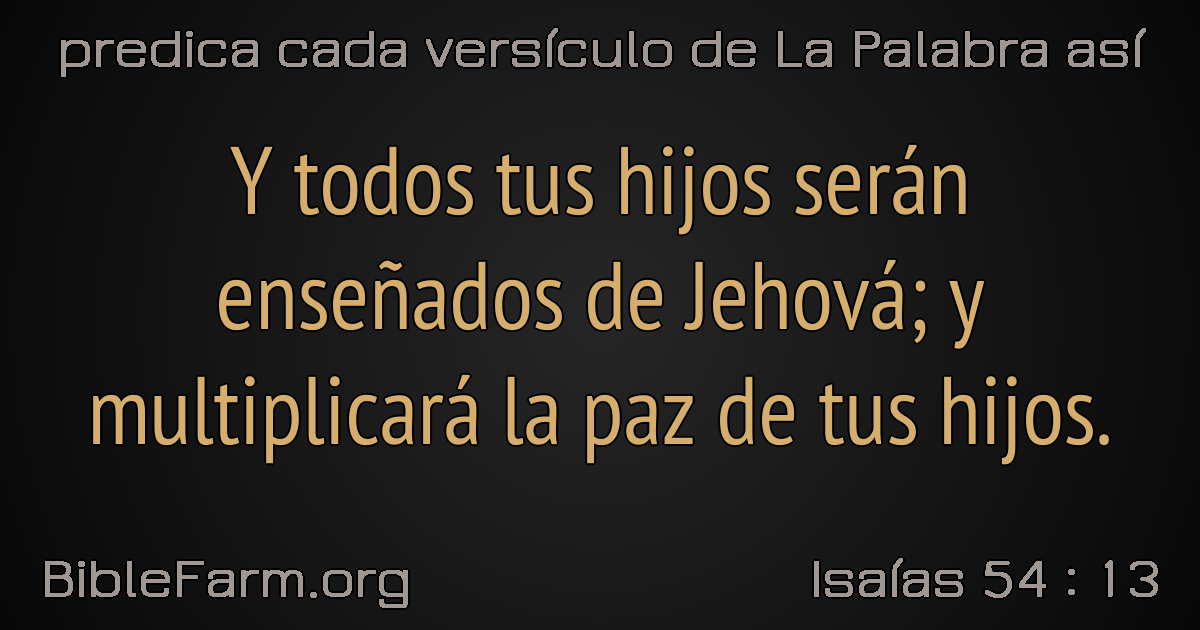 predica cada versículo de La Palabra así
Y todos tus hijos serán
enseñados de Jehová; y
multiplicará la paz de tus hijos.
BibleFarm.org
Isaías 54 : 13